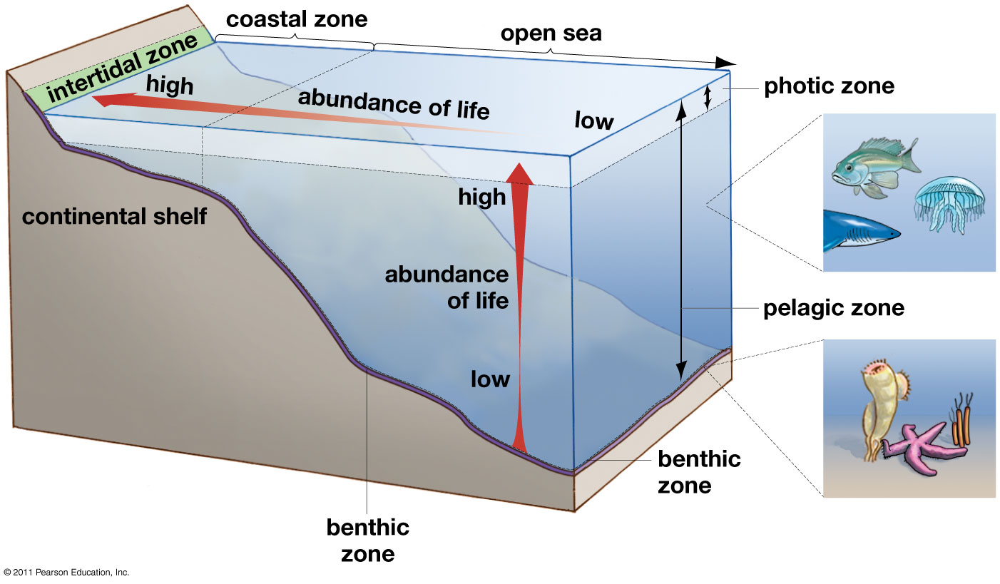 coastal zone
open sea
intertidal zone
high
abundance of life
low
photic zone
continental shelf
high
abundance
of life
low
pelagic zone
benthic
zone
benthic
zone
© 2011 Pearson Education, Inc.